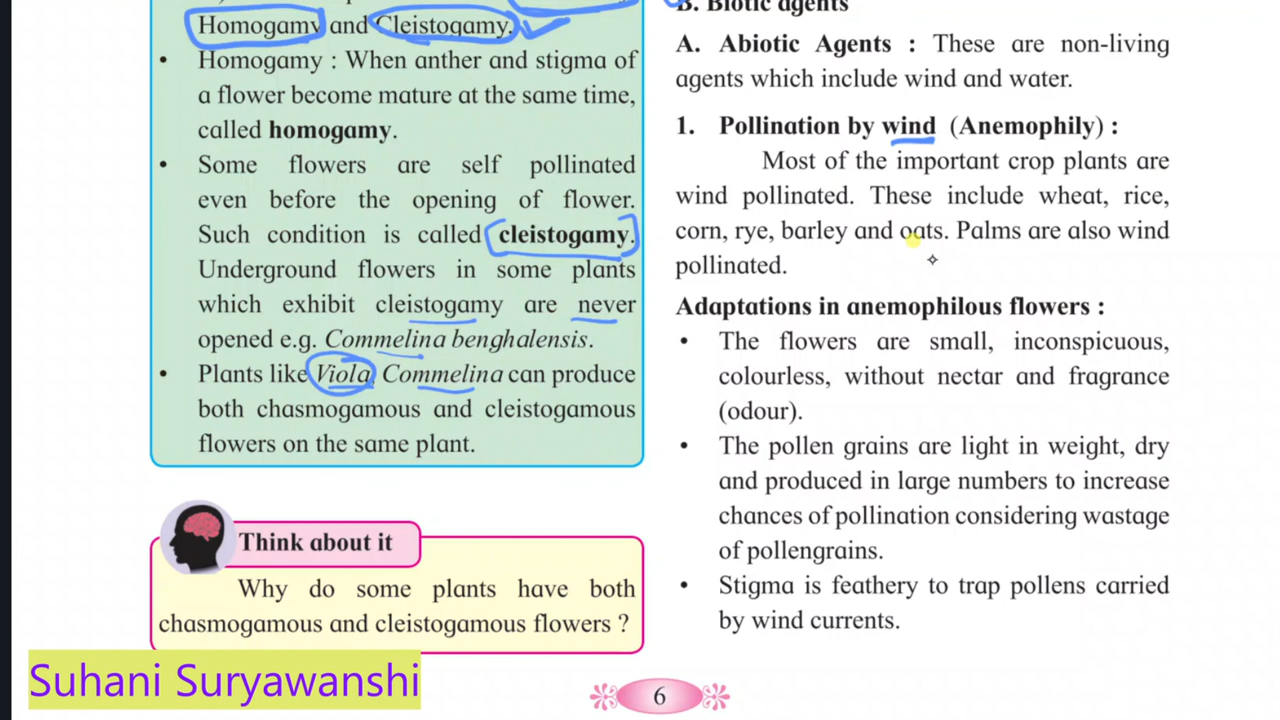 Homogamy and Cleistogamy.
• Homogamy : When anther and stigma of
a flower become mature at the same time,
called homogamy.
• Some flowers are self pollinated
even before the opening of flower.
Such condition is called cleistogamy.
Underground flowers in some plants
which exhibit cleistogamy are never
opened e.g. Commelina benghalensis.
• Plants like Viola, Commelina can produce
both chasmogamous and cleistogamous
flowers on the same plant.
Think about it
Why do some plants have both
chasmogamous and cleistogamous flowers ?
Suhani Suryawanshi
B. Biotic agents
A. Abiotic Agents : These are non-living
agents which include wind and water.
1. Pollination by wind (Anemophily) :
Most of the important crop plants are
wind pollinated. These include wheat, rice,
corn, rye, barley and oats. Palms are also wind
pollinated.
Adaptations in anemophilous flowers :
• The flowers are small, inconspicuous,
colourless, without nectar and fragrance
(odour).
• The pollen grains are light in weight, dry
and produced in large numbers to increase
chances of pollination considering wastage
of pollengrains.
• Stigma is feathery to trap pollens carried
by wind currents.
6